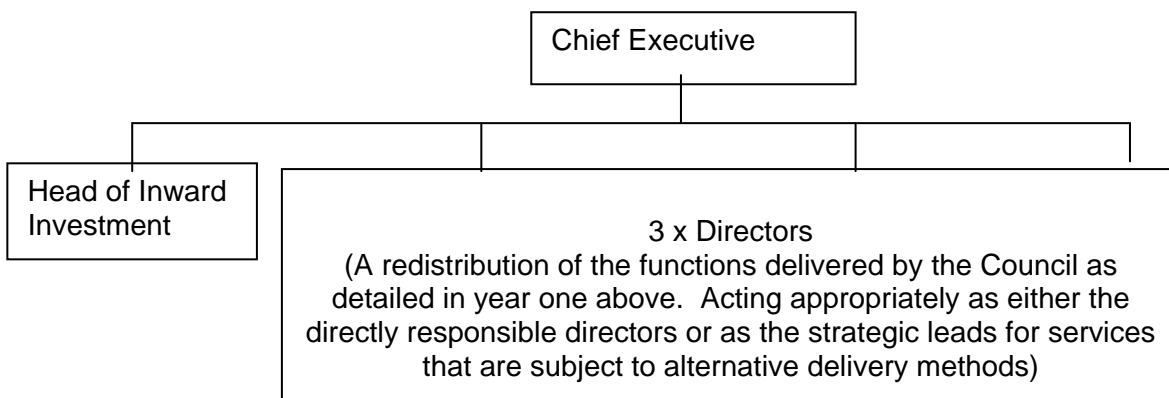 Chief Executive
Head of Inward
Investment
3 x Directors
(A redistribution of the functions delivered by the Council as
detailed in year one above.  Acting appropriately as either the
directly responsible directors or as the strategic leads for services
that are subject to alternative delivery methods)